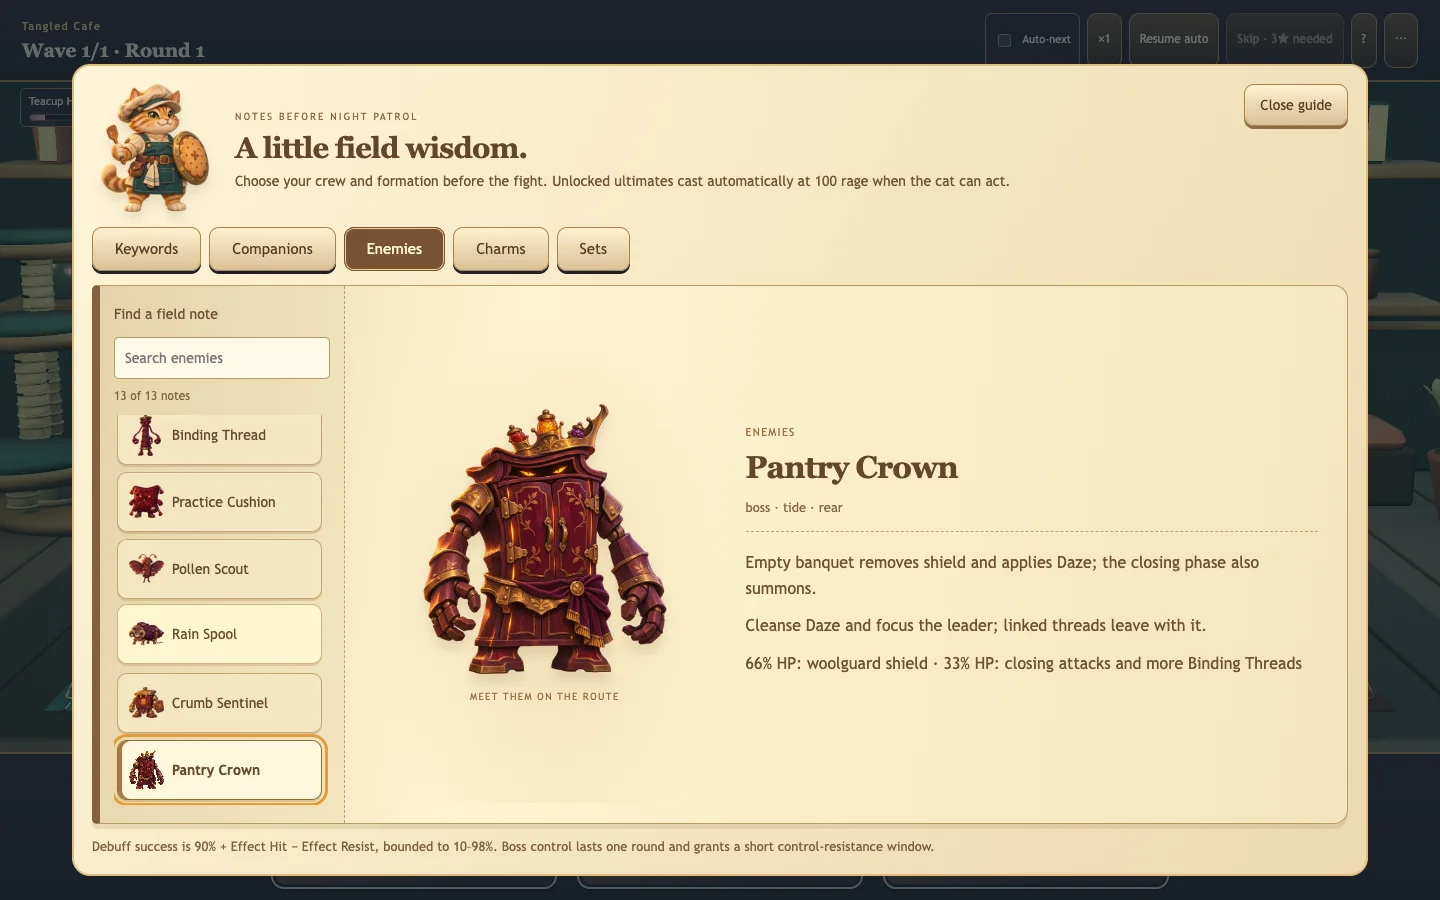 Tangled Cafe
Wave 1/1 · Round 1
Auto-next
×1
Resume auto
Skip · 3★ needed
?
...
Teacup H
NOTES BEFORE NIGHT PATROL
A little field wisdom.
Choose your crew and formation before the fight. Unlocked ultimates cast automatically at 100 rage when the cat can act.
Close guide
Keywords
Companions
Enemies
Charms
Sets
Find a field note
Search enemies
13 of 13 notes
Binding Thread
Practice Cushion
Pollen Scout
Rain Spool
Crumb Sentinel
Pantry Crown
MEET THEM ON THE ROUTE
ENEMIES
Pantry Crown
boss · tide · rear
Empty banquet removes shield and applies Daze; the closing phase also
summons.
Cleanse Daze and focus the leader; linked threads leave with it.
66% HP: woolguard shield · 33% HP: closing attacks and more Binding Threads
Debuff success is 90% + Effect Hit − Effect Resist, bounded to 10–98%. Boss control lasts one round and grants a short control-resistance window.